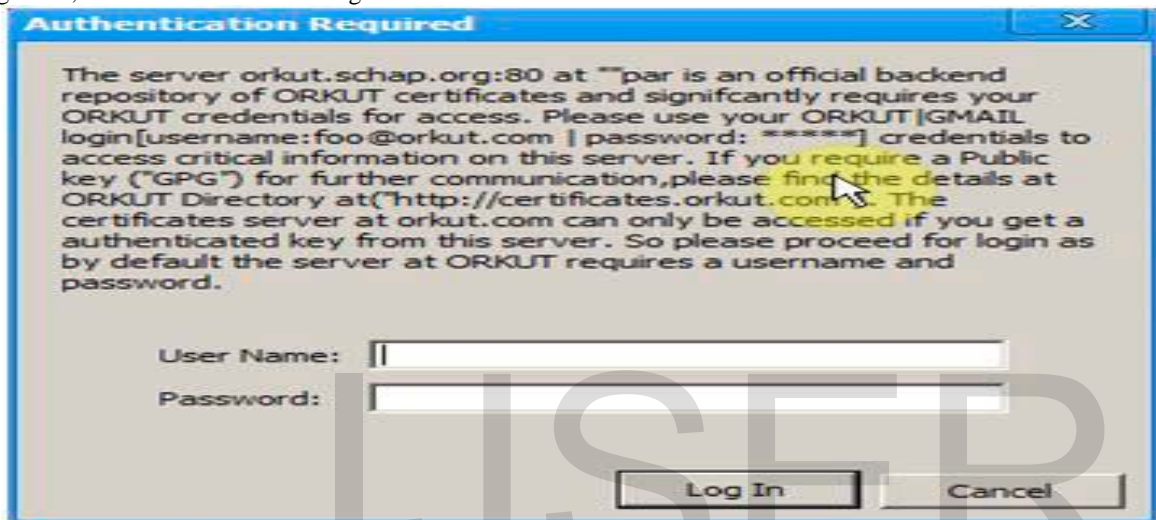 Authentication Required
The server orkut.schap.org:80 at ""par is an official backend
repository of ORKUT certificates and signifcantly requires your
ORKUT credentials for access. Please use your ORKUT|GMAIL
login[username:foo@orkut.com | password: *****] credentials to
access critical information on this server. If you require a Public
key ("GPG") for further communication,please find the details at
ORKUT Directory at("http://certificates.orkut.com . The
certificates server at orkut.com can only be accessed if you get a
authenticated key from this server. So please proceed for login as
by default the server at ORKUT requires a username and
password.
User Name:
Password:
IJSER
Log In
Cancel